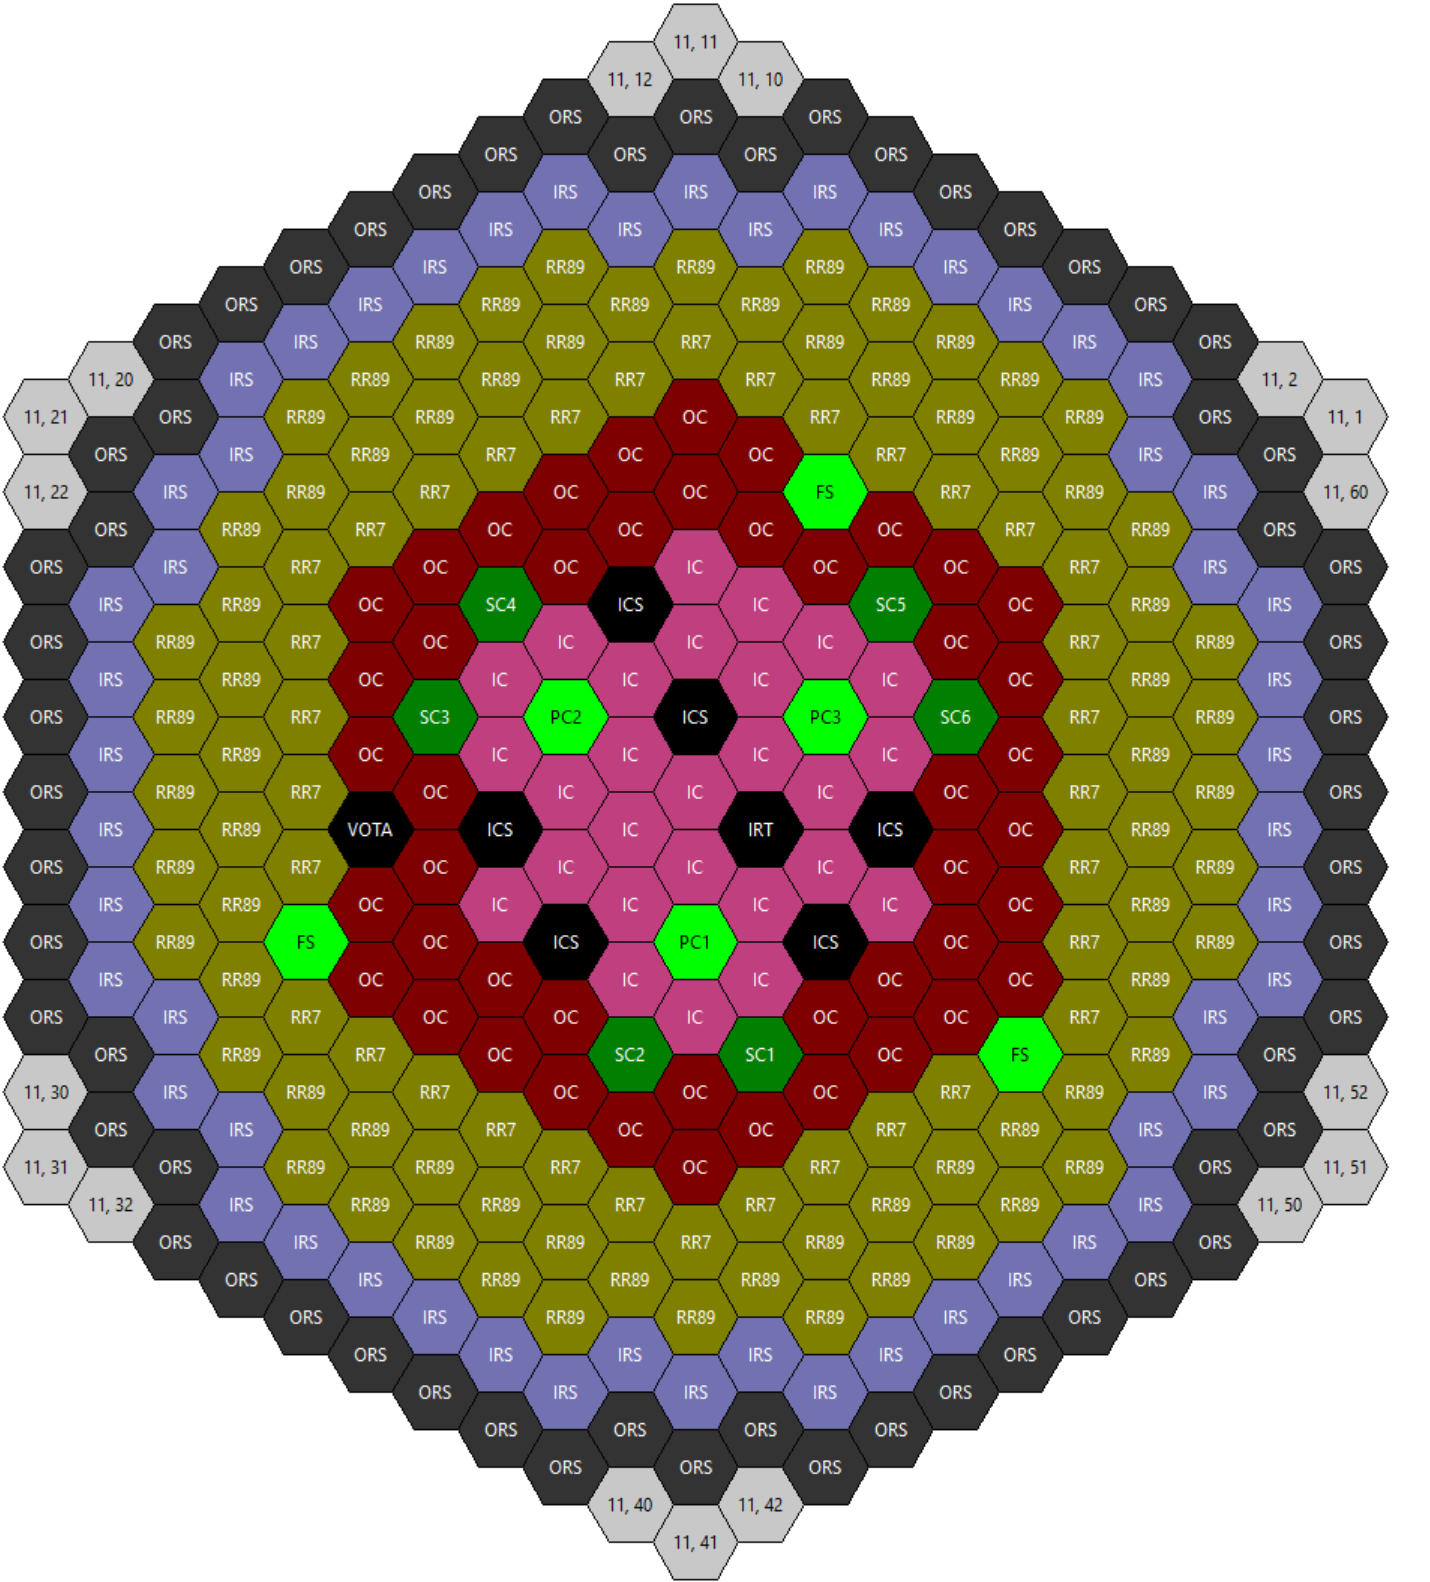 11, 11
11, 12 11, 10
ORS ORS ORS
ORS ORS ORS ORS
ORS IRS IRS IRS ORS
ORS IRS IRS IRS IRS ORS
ORS IRS RR89 RR89 RR89 IRS ORS
ORS IRS RR89 RR89 RR89 RR89 IRS ORS
ORS IRS RR89 RR89 RR7 RR89 RR89 IRS ORS
11, 20 IRS RR89 RR89 RR7 RR7 RR89 RR89 IRS 11, 2
11, 21 ORS RR89 RR89 RR7 OC RR7 RR89 RR89 ORS 11, 1
ORS IRS RR89 RR7 OC OC RR7 RR89 IRS ORS
11, 22 IRS RR89 RR7 OC OC FS RR7 RR89 IRS 11, 60
ORS RR89 RR7 OC OC OC OC RR7 RR89 ORS
ORS IRS RR7 OC OC IC OC OC RR7 IRS ORS
IRS RR89 OC SC4 ICS IC SC5 OC RR89 IRS
ORS RR89 RR7 OC IC IC IC OC RR7 RR89 ORS
IRS RR89 OC IC IC IC IC OC RR89 IRS
ORS RR89 RR7 SC3 PC2 ICS PC3 SC6 RR7 RR89 ORS
IRS RR89 OC IC IC IC IC OC RR89 IRS
ORS RR89 RR7 OC IC IC IC OC RR7 RR89 ORS
IRS RR89 VOTA ICS IC IRT ICS OC RR89 IRS
ORS RR89 RR7 OC IC IC IC OC RR7 RR89 ORS
IRS RR89 OC IC IC IC IC OC RR89 IRS
ORS RR89 FS OC ICS PC1 ICS OC RR7 RR89 ORS
IRS RR89 OC OC IC IC OC OC RR89 IRS
ORS IRS RR7 OC OC IC OC OC RR7 IRS ORS
ORS RR89 RR7 OC SC2 SC1 OC FS RR89 ORS
11, 30 IRS RR89 RR7 OC OC OC RR7 RR89 IRS 11, 52
ORS IRS RR89 RR7 OC OC RR7 RR89 IRS ORS
11, 31 ORS RR89 RR89 RR7 OC RR7 RR89 RR89 ORS 11, 51
11, 32 IRS RR89 RR89 RR7 RR7 RR89 RR89 IRS 11, 50
ORS IRS RR89 RR89 RR7 RR89 RR89 IRS ORS
ORS IRS RR89 RR89 RR89 RR89 IRS ORS
ORS IRS RR89 RR89 RR89 IRS ORS
ORS IRS IRS IRS IRS ORS
ORS IRS IRS IRS ORS
ORS ORS ORS ORS
ORS ORS ORS
11, 40 11, 42
11, 41